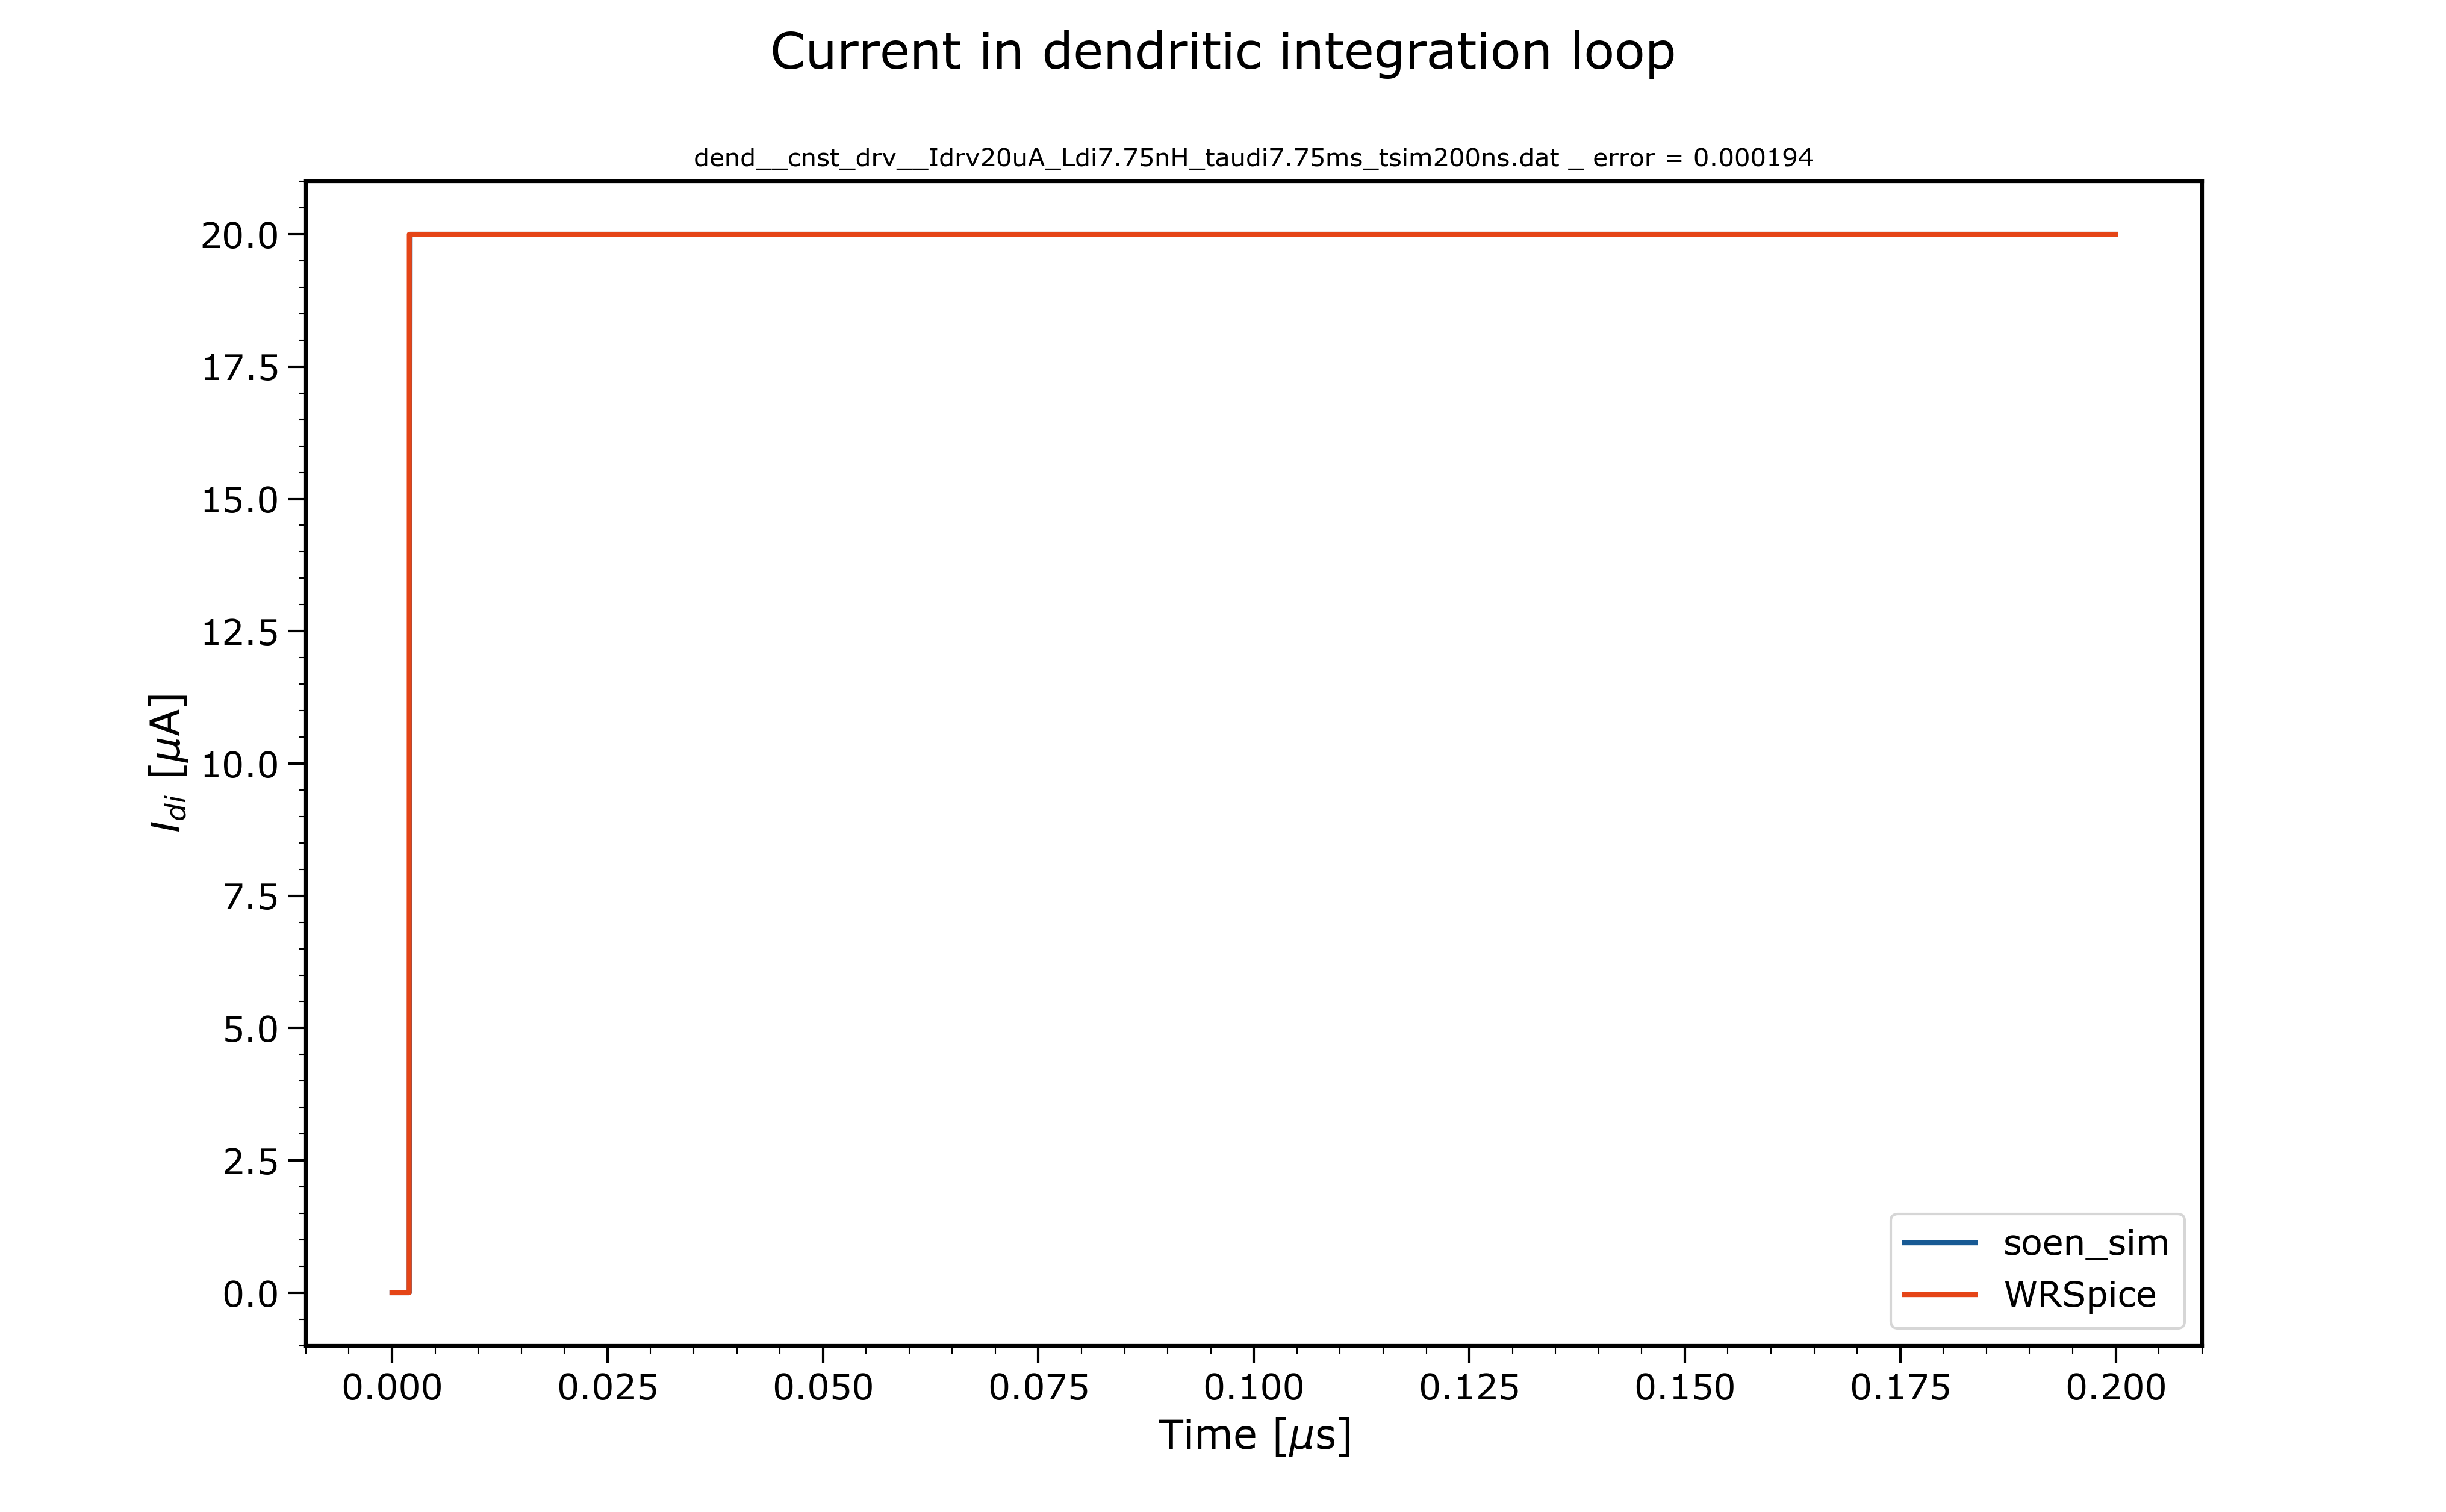 Current in dendritic integration loop
dend__cnst_drv__Idrv20uA_Ldi7.75nH_taudi7.75ms_tsim200ns.dat _ error = 0.000194
I_di [μA]
20.0
17.5
15.0
12.5
10.0
7.5
5.0
2.5
0.0
soen_sim
WRSpice
0.000 0.025 0.050 0.075 0.100 0.125 0.150 0.175 0.200
Time [μs]